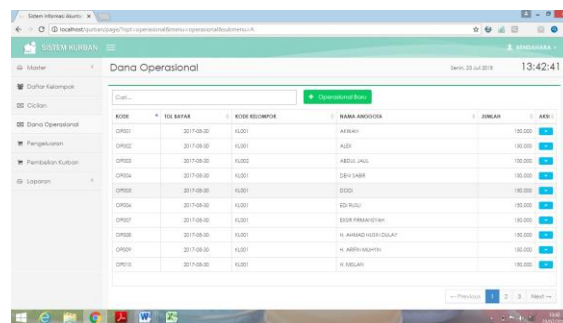 Sistem Informasi Akunta
localhost/qurban/page/?opt=operasional&menu=operasional&submenu=A
SISTEM KURBAN
BENDAHARA
Master
Daftar Kelompok
Cicilan
Dana Operasional
Pengeluaran
Pembelian Kurban
Laporan
Dana Operasional
Senin, 23 Juli 2018
13:42:41
Cari...
Operasional Baru
KODE TGL BAYAR KODE KELOMPOK NAMA ANGGOTA JUMLAH AKSI
OP001 2017-08-30 KL001 AKWAN 150,000
OP002 2017-08-30 KL001 ALEX 150,000
OP003 2017-08-30 KL002 ABDUL JALIL 150,000
OP004 2017-08-30 KL001 DENI SABIR 150,000
OP005 2017-08-30 KL001 DODI 150,000
OP006 2017-08-30 KL001 EDI RUSLI 150,000
OP007 2017-08-30 KL001 FIRMANSYAH 150,000
OP008 2017-08-30 KL001 H. AHMAD 150,000
OP009 2017-08-30 KL001 H. ARIFIN MUHTIN 150,000
OP010 2017-08-30 KL001 H. MISLAN 150,000
← Previous 1 2 3 Next →